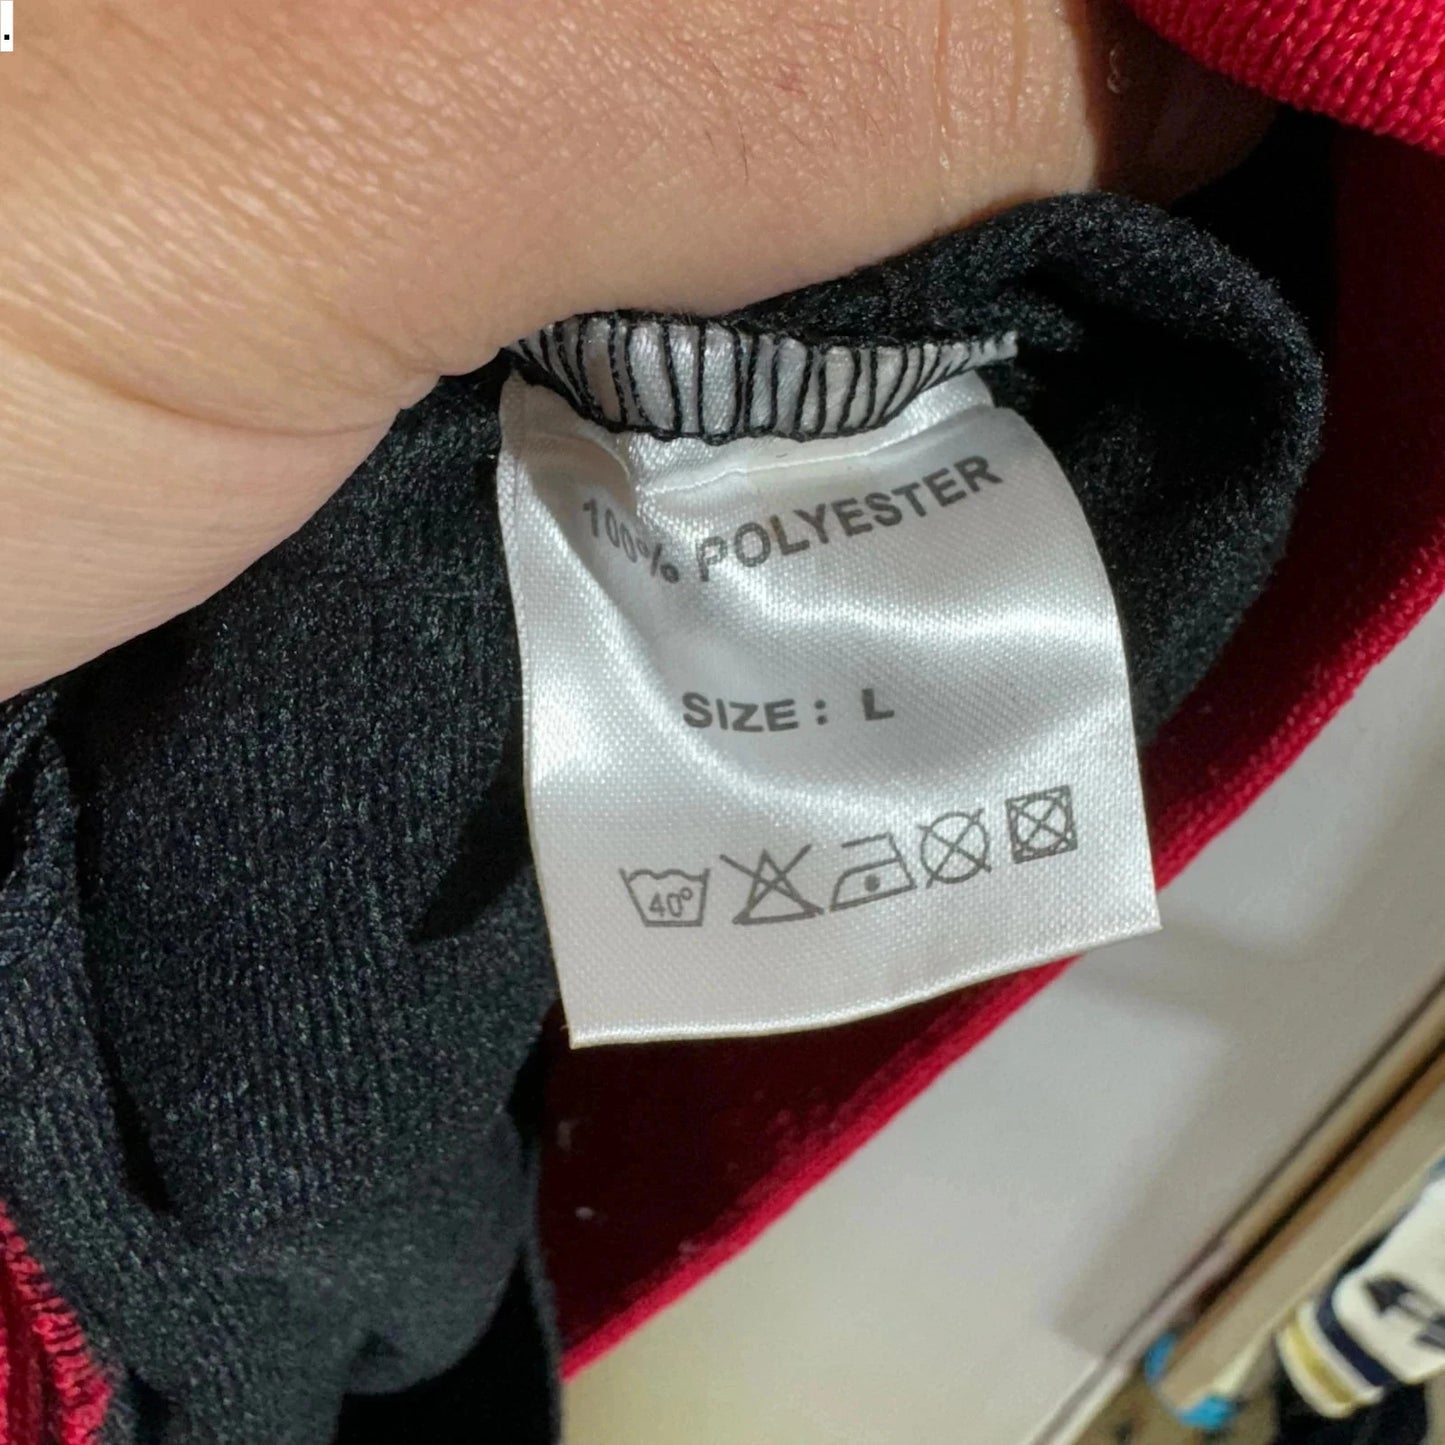 .
100% POLYESTER
SIZE: L
40°